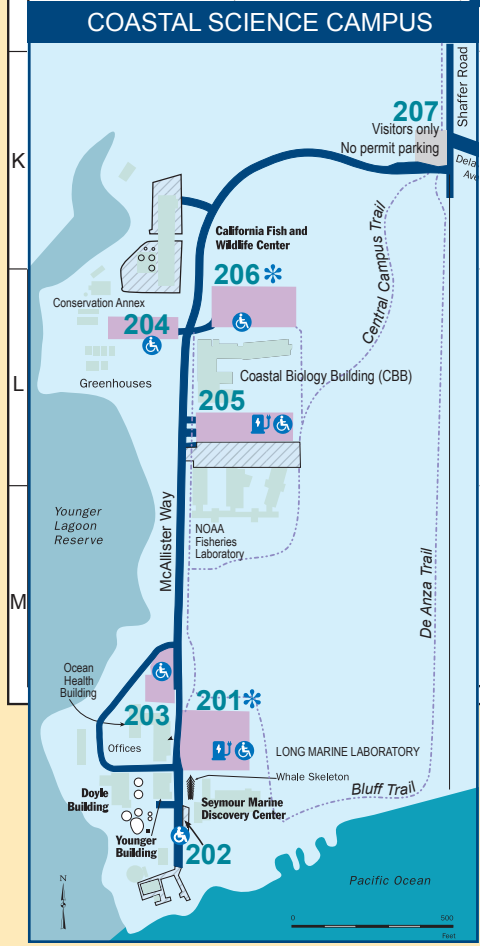 COASTAL SCIENCE CAMPUS
Shaffer Road
207
Visitors only
No permit parking
Dela
Ave
K
California Fish and
Wildlife Center
206*
Central Campus Trail
Conservation Annex
204
Greenhouses
L
Coastal Biology Building (CBB)
205
McAllister Way
Younger
Lagoon
Reserve
NOAA
Fisheries
Laboratory
De Anza Trail
M
Ocean
Health
Building
201*
203
Offices
LONG MARINE LABORATORY
Whale Skeleton
Bluff Trail
Doyle
Building
Seymour Marine
Discovery Center
Younger
Building
202
Pacific Ocean
N
0 500
Feet